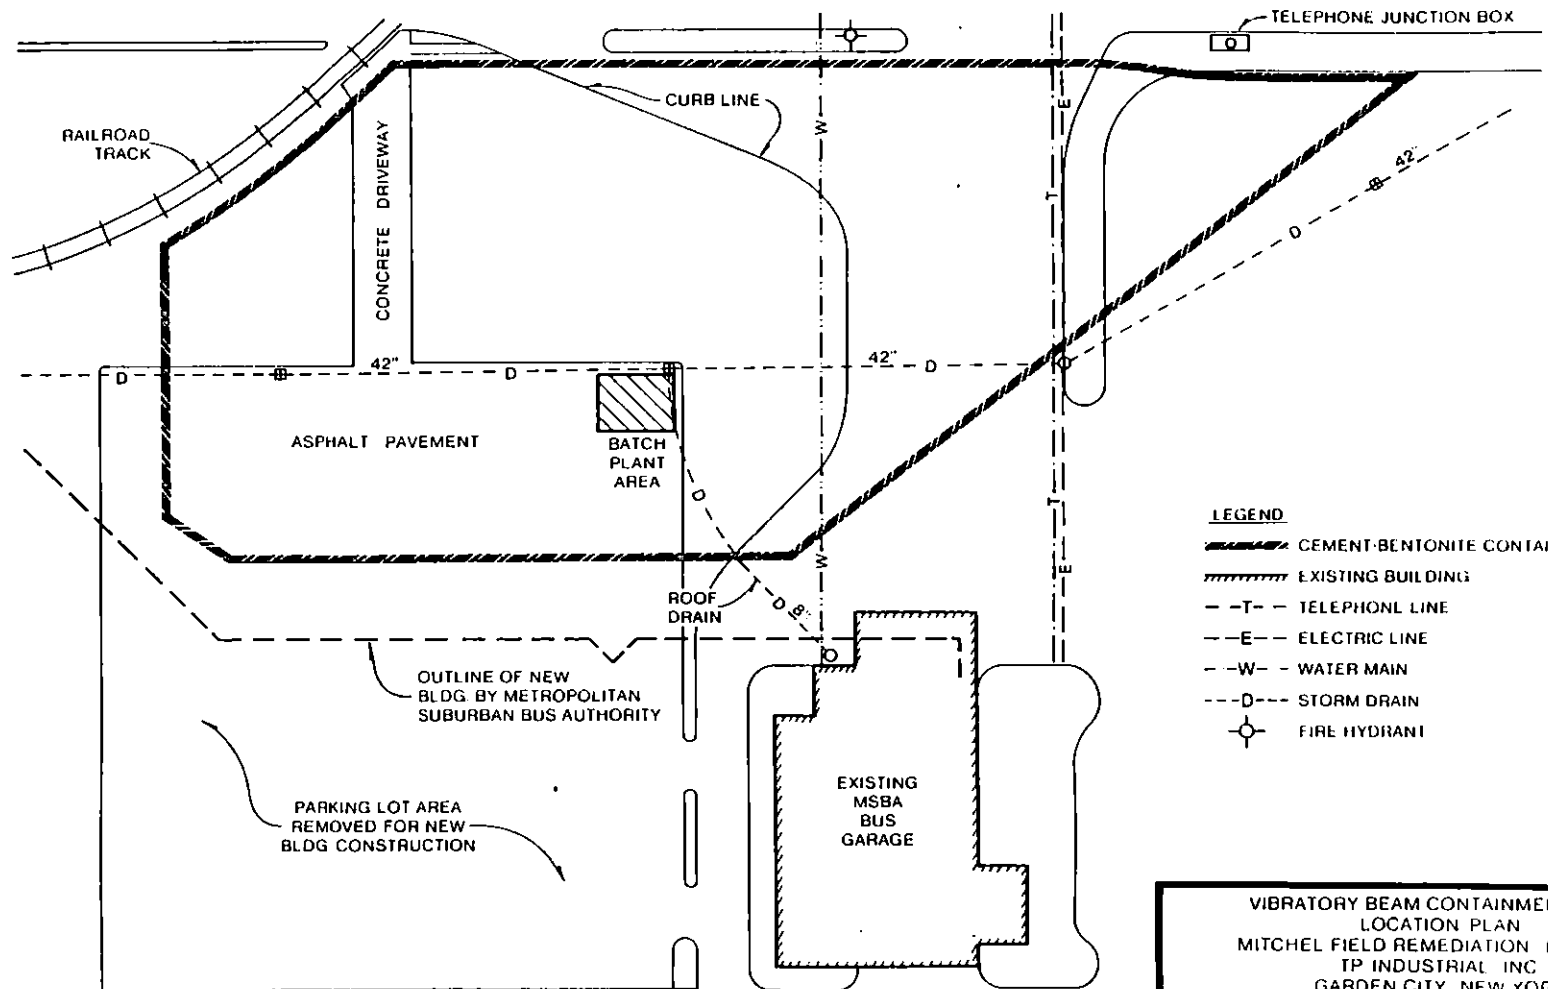 TELEPHONE JUNCTION BOX
CURB LINE
W
E
RAILROAD
TRACK
CONCRETE DRIVEWAY
T
42"
D
42"
42"
D
D
D
ASPHALT PAVEMENT
BATCH
PLANT
AREA
D
T
W
E
ROOF
DRAIN
D 8"
OUTLINE OF NEW
BLDG. BY METROPOLITAN
SUBURBAN BUS AUTHORITY
PARKING LOT AREA
REMOVED FOR NEW
BLDG CONSTRUCTION
EXISTING
MSBA
BUS
GARAGE
LEGEND
CEMENT-BENTONITE
EXISTING BUILDING
T TELEPHONE LINE
E ELECTRIC LINE
W WATER MAIN
D STORM DRAIN
FIRE HYDRANT
VIBRATORY BEAM
LOCATION PLAN
MITCHEL FIELD REMEDIATION
TP INDUSTRIAL INC
GARDEN CITY, NEW